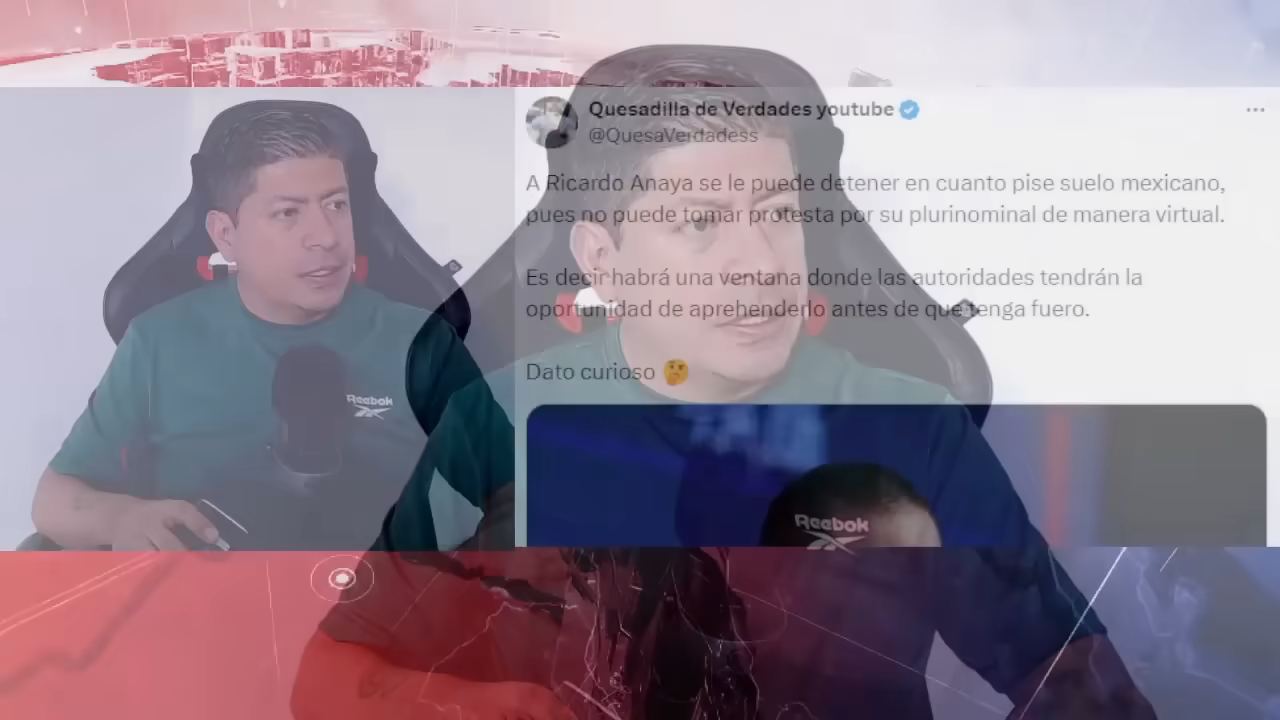 Quesadilla de Verdades youtube
@QuesaVerdadess
A Ricardo Anaya se le puede detener en cuanto pise suelo mexicano,
pues no puede tomar protesta por su plurinominal de manera virtual.
Es decir habrá una ventana donde las autoridades tendrán la
oportunidad de aprehenderlo antes de que tenga fuero.
Dato curioso
Reebok
Reebok